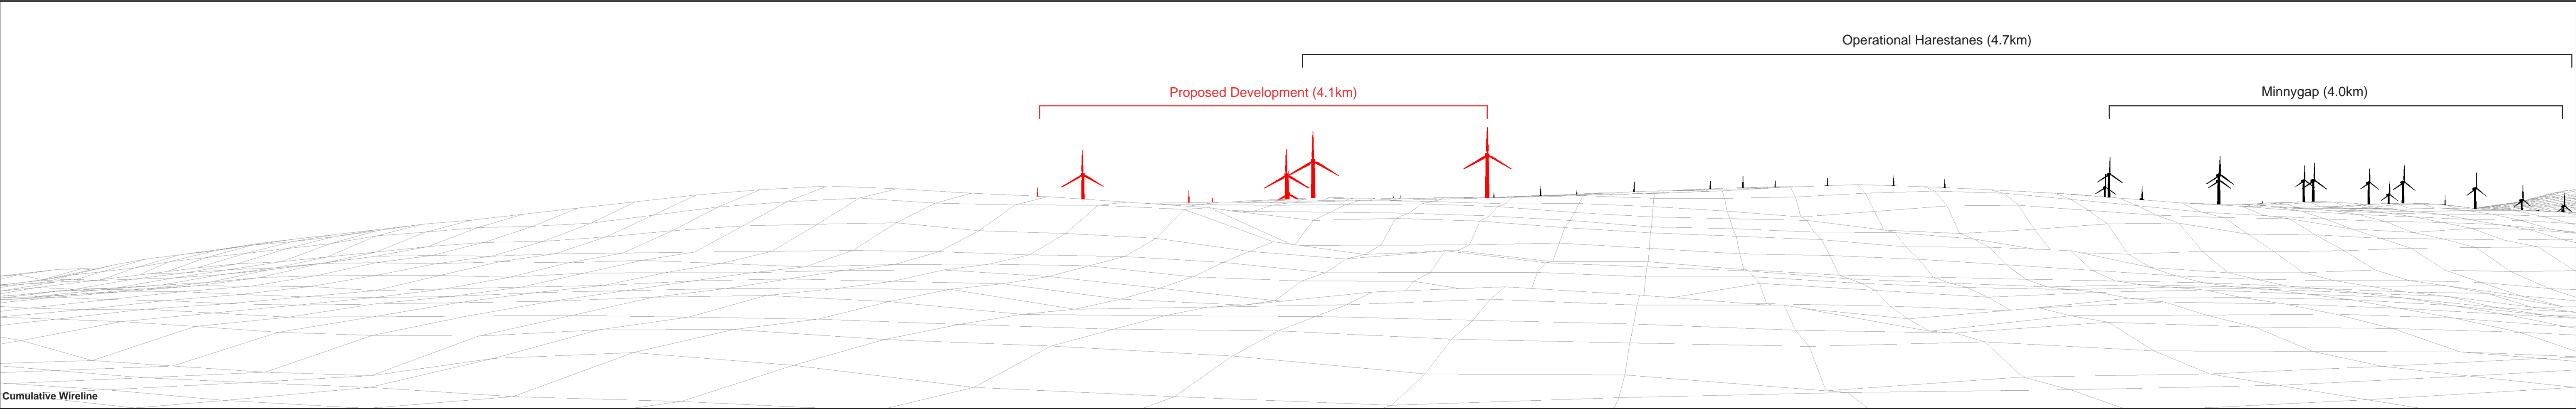 Operational Harestanes (4.7km)
Proposed Development (4.1km)
Minnygap (4.0km)
Cumulative Wireline